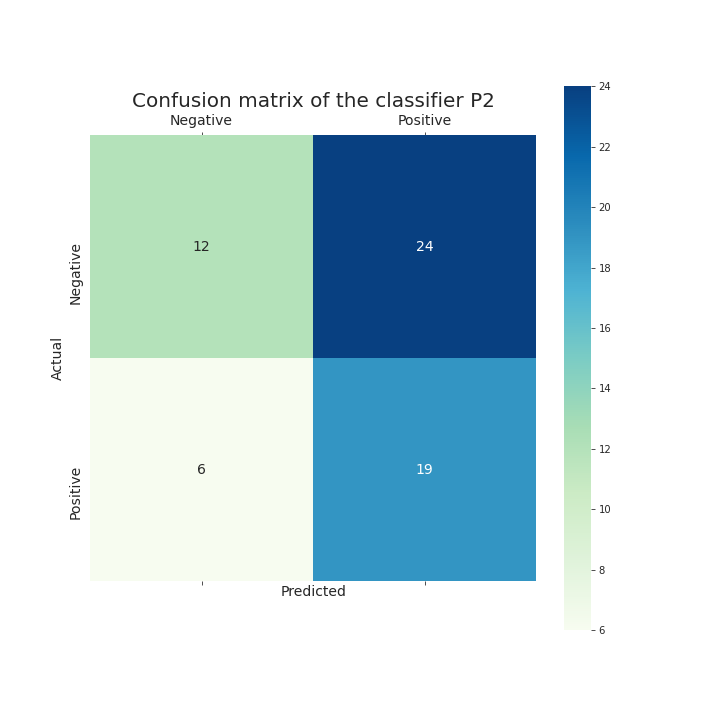 Confusion matrix of the classifier P2
Negative
Positive
Negative
12
24
Actual
Positive
6
19
Predicted
24
22
20
18
16
14
12
10
8
6